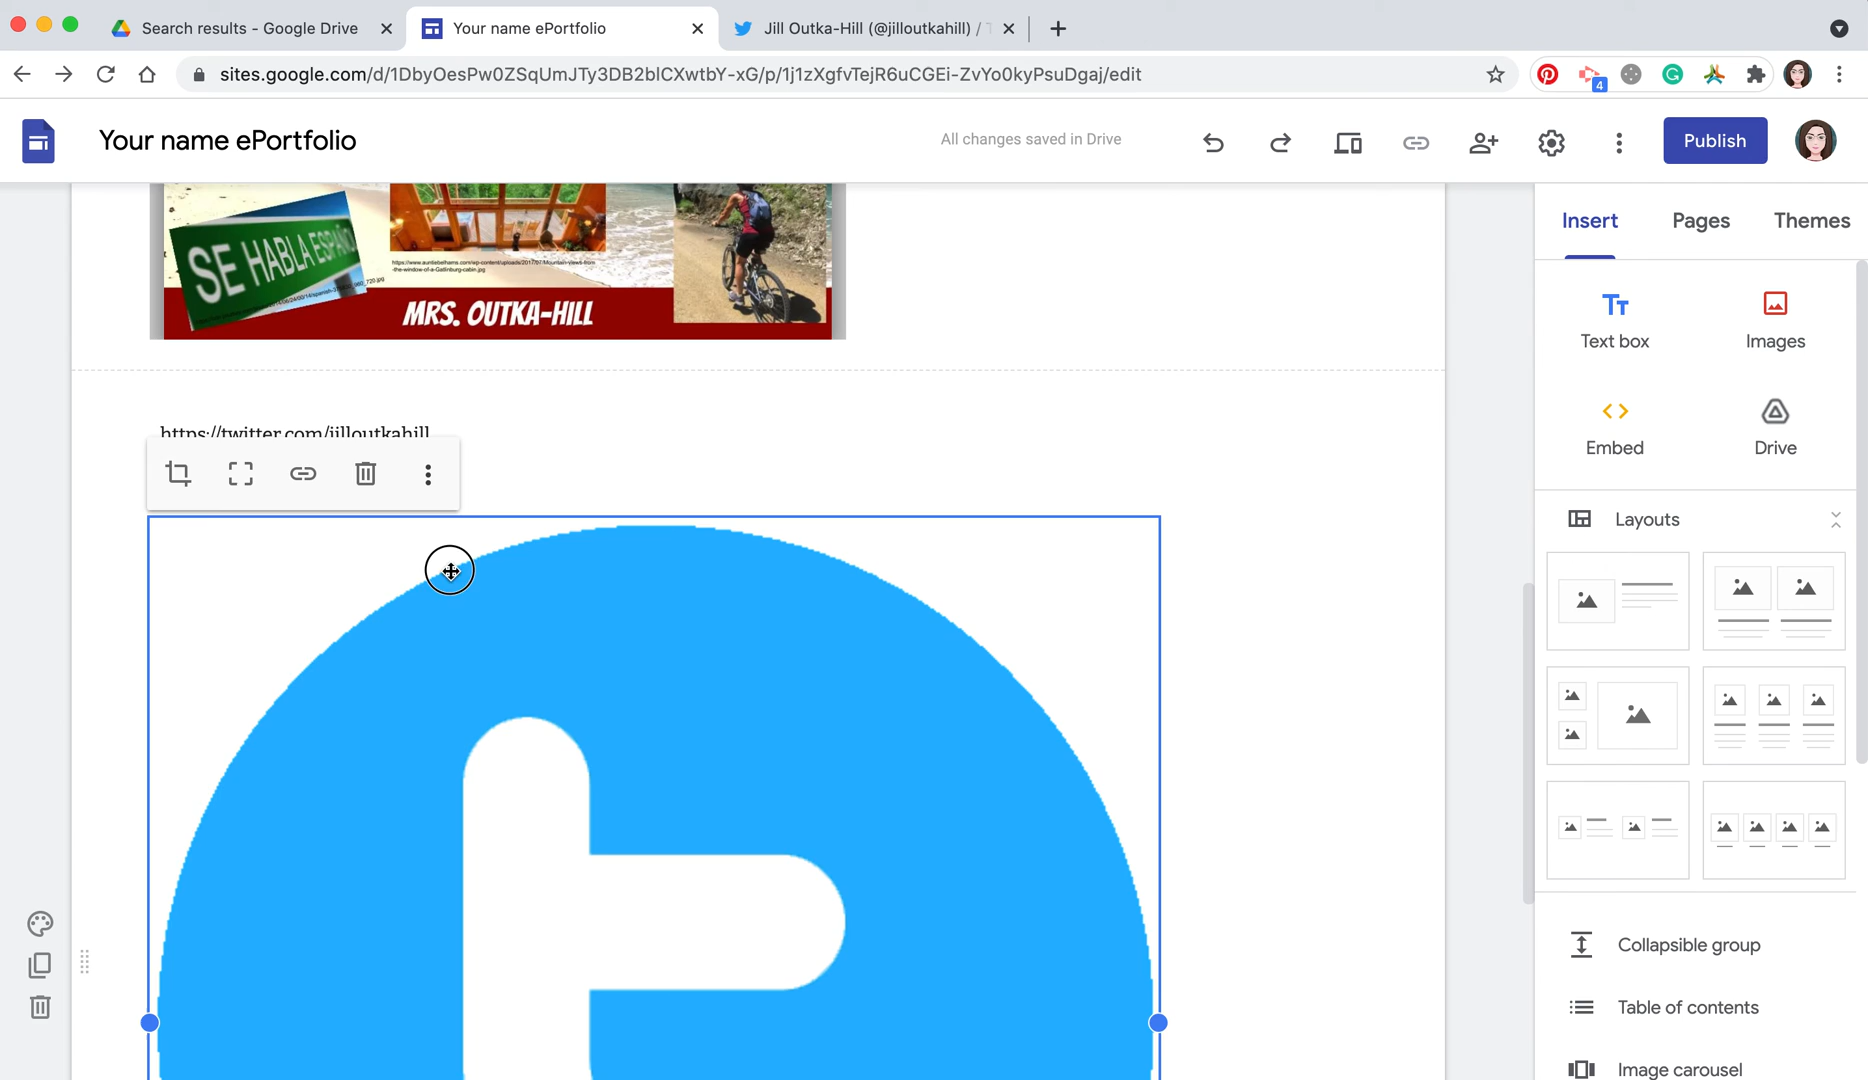 Search results - Google Drive
Your name ePortfolio
Jill Outka-Hill (@jilloutkahill) /
sites.google.com/d/1DbyOesPw0ZSqUmJTy3DB2blCXwtbY-xG/p/1j1zXgfvTejR6uCGEi-ZvYo0kyPsuDgaj/edit
4
Your name ePortfolio
All changes saved in Drive
Publish
SE HABLA ESPAÑOL
MRS. OUTKA-HILL
https://twitter.com/jilloutkahill
Insert
Pages
Themes
Text box
Images
Embed
Drive
Layouts
Collapsible group
Table of contents
Image carousel